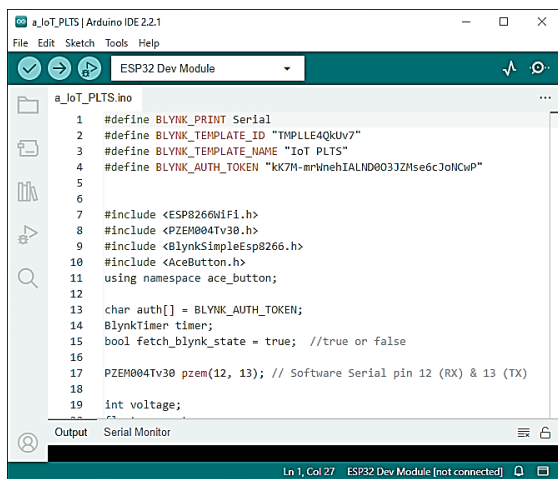 a_IoT_PLTS | Arduino IDE 2.2.1
File Edit Sketch Tools Help
ESP32 Dev Module
a_IoT_PLTS.ino
1 #define BLYNK_PRINT Serial
2 #define BLYNK_TEMPLATE_ID "TMPLLE4QkUv7"
3 #define BLYNK_TEMPLATE_NAME "IoT PLTS"
4 #define BLYNK_AUTH_TOKEN "kK7M-mrWnehIALND0O3JZMse6cJoNCwP"
5
6
7 #include <ESP8266WiFi.h>
8 #include <PZEM004Tv30.h>
9 #include <BlynkSimpleEsp8266.h>
10 #include <AceButton.h>
11 using namespace ace_button;
12
13 char auth[] = BLYNK_AUTH_TOKEN;
14 BlynkTimer timer;
15 bool fetch_blynk_state = true; //true or false
16
17 PZEM004Tv30 pzem(12, 13); // Software Serial pin 12 (RX) & 13 (TX)
18
19 int voltage;
Output Serial Monitor
Ln 1, Col 27 ESP32 Dev Module [not connected]